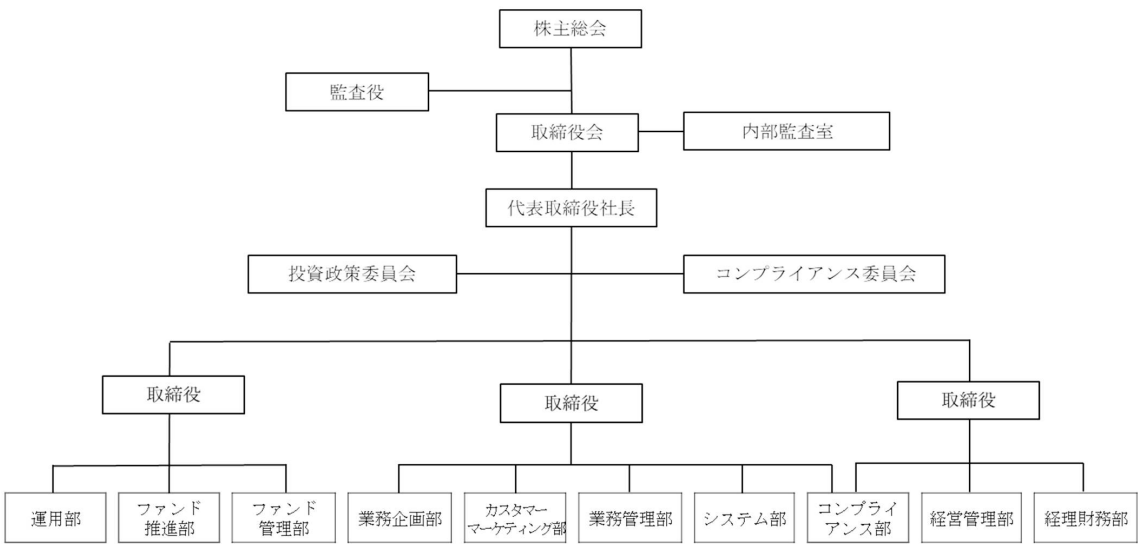 株主総会
監査役
取締役会
内部監査室
代表取締役社長
投資政策委員会
コンプライアンス委員会
取締役
取締役
取締役
運用部
ファンド
推進部
ファンド
管理部
業務企画部
カスタマー
マーケティング部
業務管理部
システム部
コンプライ
アンス部
経営管理部
経理財務部